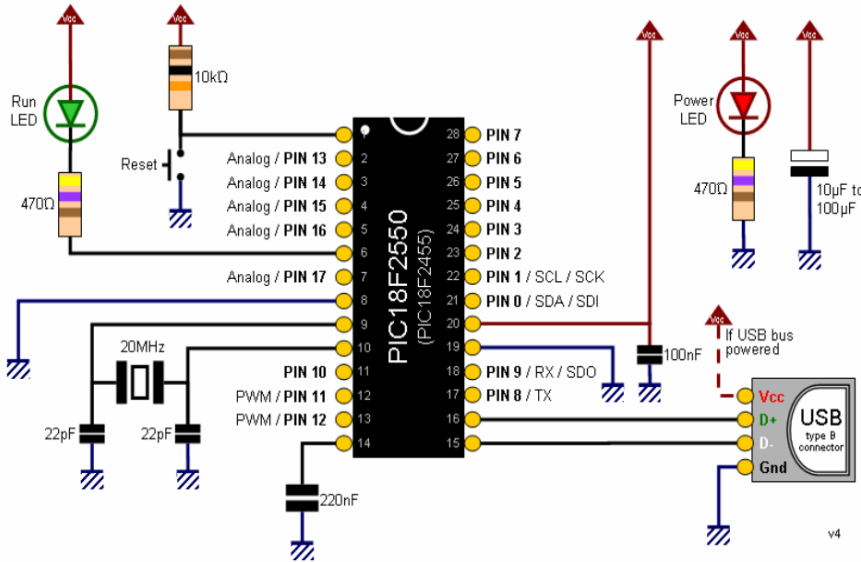 Vcc
Vcc
Vcc
Vcc
Vcc
Run
LED
10kΩ
Power
LED
Reset
470Ω
470Ω
10µF to
100µF
PIC18F2550
(PIC18F2455)
1
Analog / PIN 13 2
Analog / PIN 14 3
Analog / PIN 15 4
Analog / PIN 16 5
6
Analog / PIN 17 7
8
9
10
PIN 10 11
PWM / PIN 11 12
PWM / PIN 12 13
14
28 PIN 7
27 PIN 6
26 PIN 5
25 PIN 4
24 PIN 3
23 PIN 2
22 PIN 1 / SCL / SCK
21 PIN 0 / SDA / SDI
20
19
18 PIN 9 / RX / SDO
17 PIN 8 / TX
16
15
20MHz
22pF
22pF
220nF
100nF
Vcc
If USB bus
powered
Vcc
D+
D-
Gnd
USB
type B
connector
v4